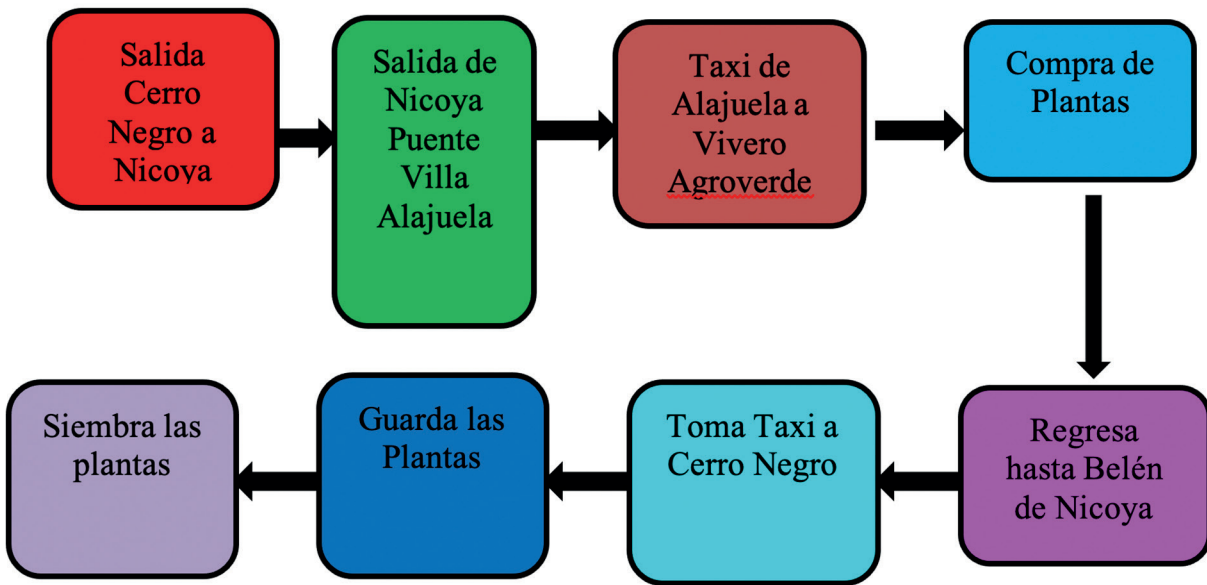 Salida
Cerro
Negro a
Nicoya
Salida de
Nicoya
Puente
Villa
Alajuela
Taxi de
Alajuela a
Vivero
Agroverde
Compra de
Plantas
Regresa
hasta Belén
de Nicoya
Toma Taxi a
Cerro Negro
Guarda las
Plantas
Siembra las
plantas